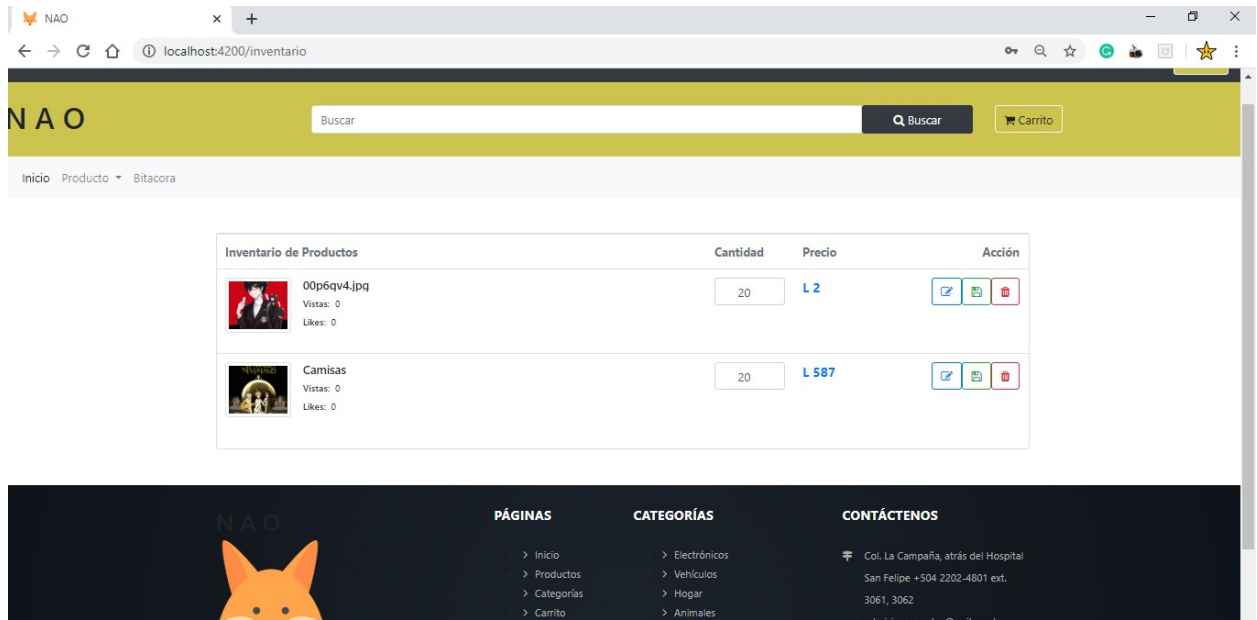 NAO
localhost:4200/inventario
N A O
Buscar
Buscar
Carrito
Inicio Producto Bitacora
Inventario de Productos Cantidad Precio Acción
00p6qv4.jpg 20 L 2
Vistas: 0
Likes: 0
Camisas 20 L 587
Vistas: 0
Likes: 0
N A O
PÁGINAS
> Inicio
> Productos
> Categorías
> Carrito
CATEGORÍAS
> Electrónicos
> Vehículos
> Hogar
> Animales
CONTÁCTENOS
Col. La Campaña, atrás del Hospital
San Felipe +504 2202-4801 ext.
3061, 3062